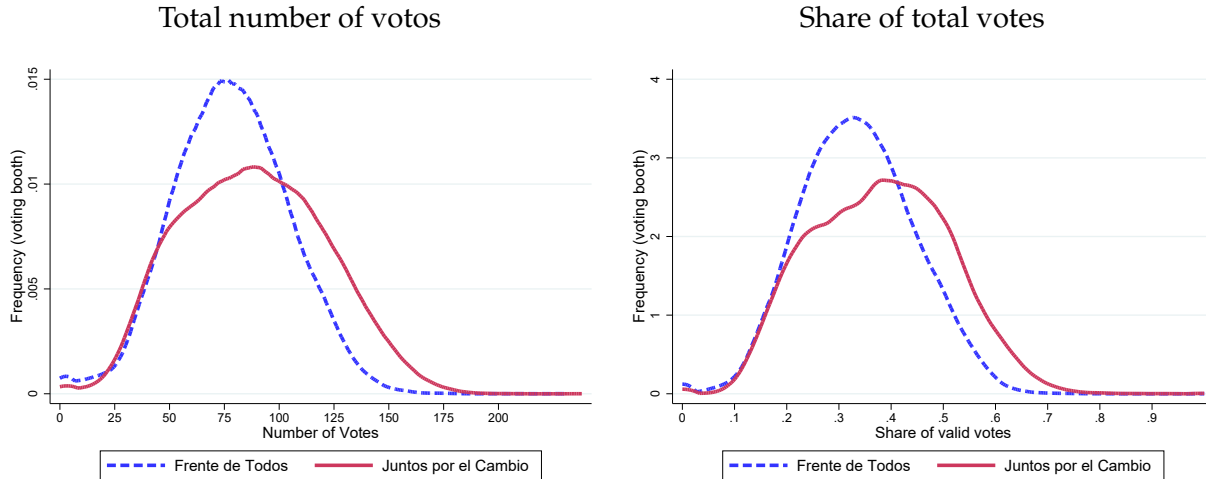 Total number of votos
Frequency (voting booth)
.015
.01
.005
0
0 25 50 75 100 125 150 175 200
Number of Votes
Frente de Todos Juntos por el Cambio
Share of total votes
Frequency (voting booth)
4
3
2
1
0
0 .1 .2 .3 .4 .5 .6 .7 .8 .9
Share of valid votes
Frente de Todos Juntos por el Cambio